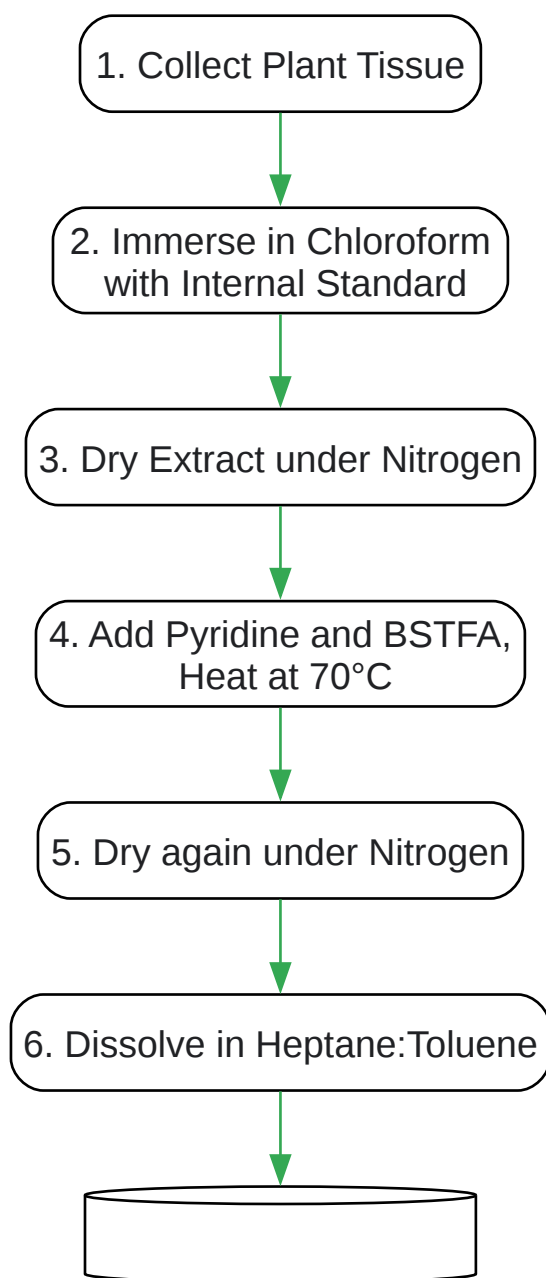 1. Collect Plant Tissue
2. Immerse in Chloroform
with Internal Standard
3. Dry Extract under Nitrogen
4. Add Pyridine and BSTFA,
Heat at 70°C
5. Dry again under Nitrogen
6. Dissolve in Heptane:Toluene